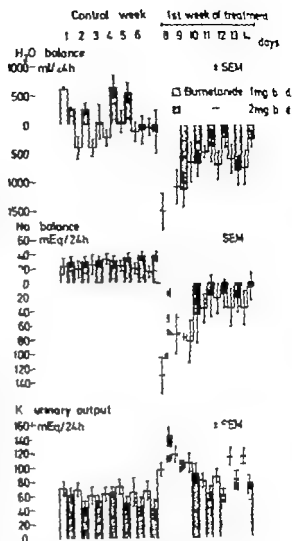 Control week 1st week of treatment
1 2 3 4 5 6 8 9 10 11 12 13 14 days
H₂O balance
ml/24h ± SEM
1000
500
0
500
1000
1500
Bumetanide 1mg b d
— 2mg b d
Na balance
mEq/24h SEM
60
40
20
0
20
40
60
80
100
120
140
K urinary output
mEq/24h ± SEM
160
140
120
100
80
60
40
20
0